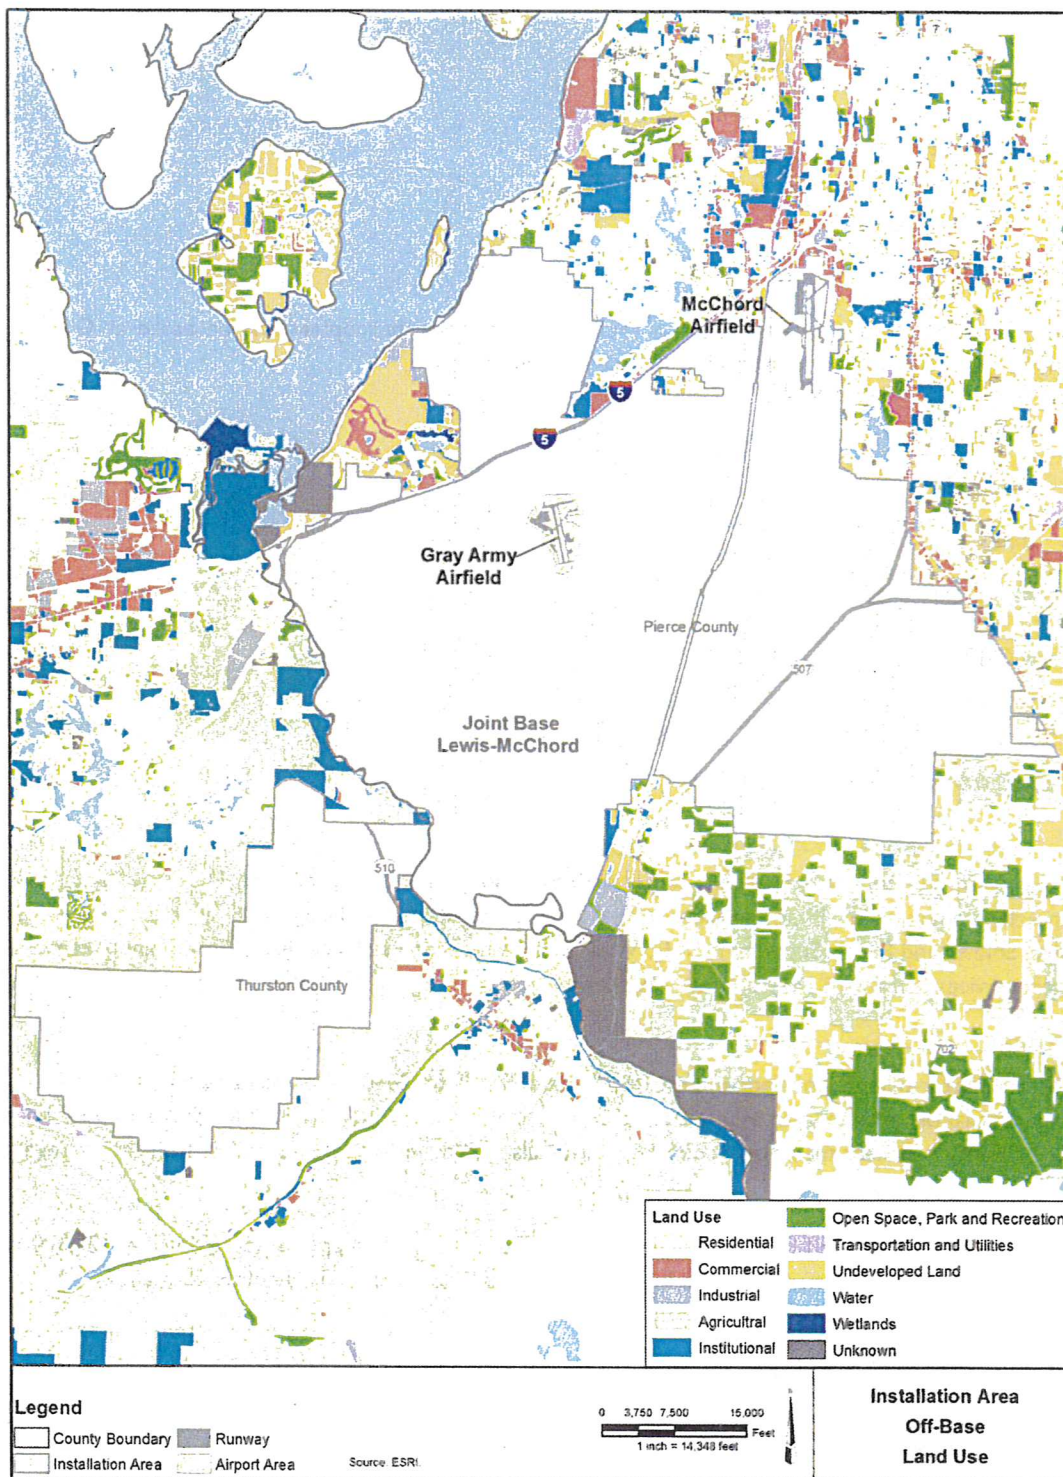 7
512
McChord
Airfield
5
5
Gray Army
Airfield
Pierce County
507
Joint Base
Lewis-McChord
510
Thurston County
702
Land Use
Residential
Commercial
Industrial
Agricultral
Institutional
Open Space, Park and Recreation
Transportation and Utilities
Undeveloped Land
Water
Wetlands
Unknown
Legend
County Boundary
Installation Area
Runway
Airport Area
Source: ESRI.
0 3,750 7,500 15,000
Feet
1 inch = 14,348 feet
Installation Area
Off-Base
Land Use